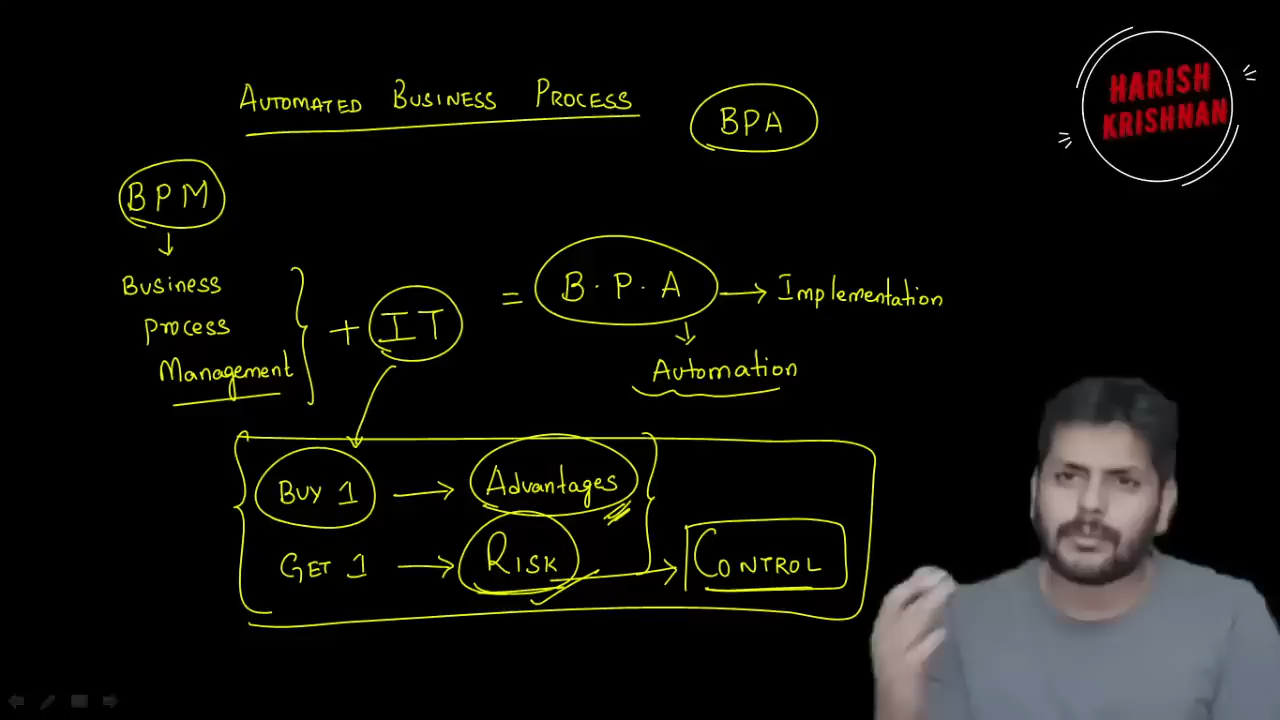 AUTOMATED BUSINESS PROCESS
BPA
HARISH
KRISHNAN
BPM
Business
Process
Management
+ IT
= B.P.A → Implementation
Automation
BUY 1 → Advantages
GET 1 → RISK → CONTROL